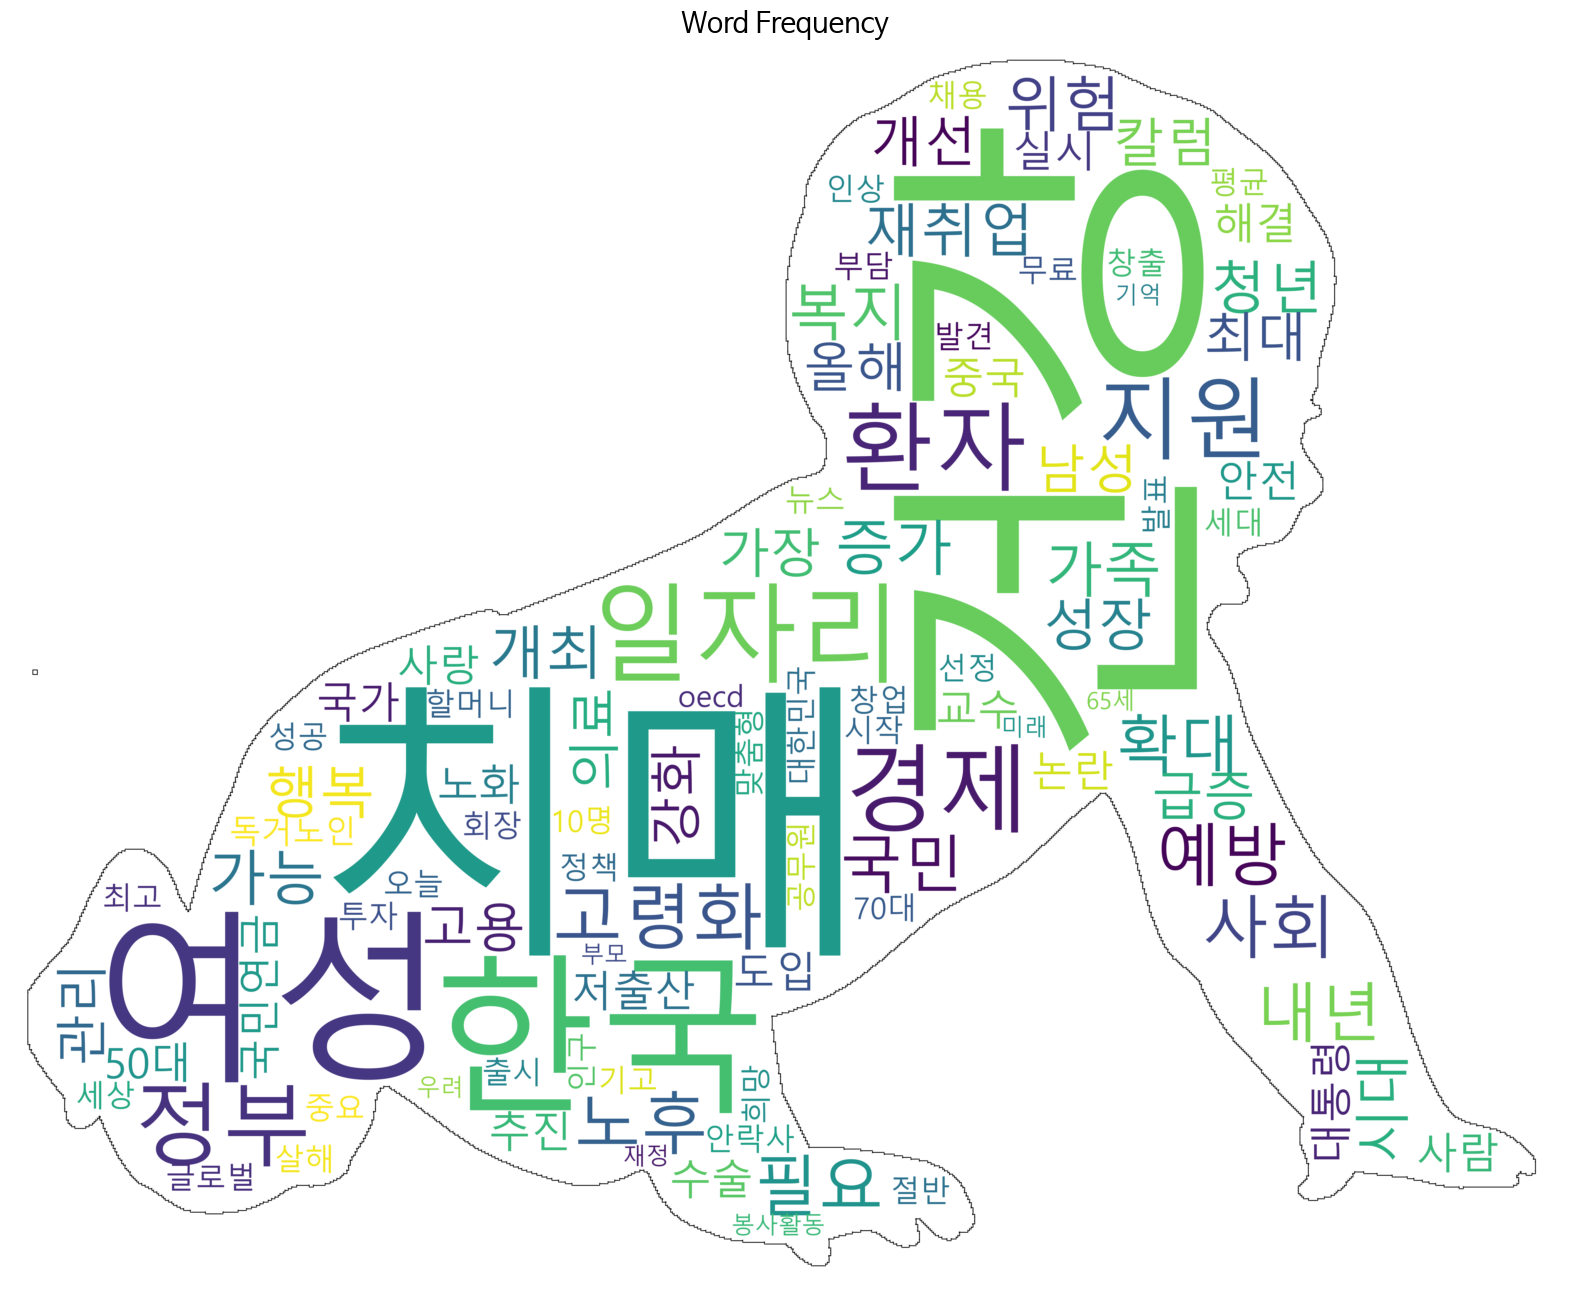 Word Frequency
채용
위험
개선
실시
칼럼
인상
평균
재취업
해결
부담
무료
창출
기억
청년
복지
발견
최대
올해
중국
건강
지원
환자
남성
안전
뉴스
발표
세대
가장
증가
가족
일자리
성장
개최
사랑
선정
국가
할머니
oecd
창업
교수
65세
성공
의료
맞춤형
대한민국
시작
미래
확대
치매
강화
행복
노화
경제
논란
급증
독거노인
회장
10명
공무원
국민
예방
가능
정책
오늘
최고
투자
고용
고령화
70대
사회
여성
국민연금
한국
부모
저출산
도입
관리
50대
내년
세상
우려
출시
인구
기고
희망
대통령
시대
정부
중요
추진
노후
안락사
사람
글로벌
살해
재정
수술
필요
절반
봉사활동